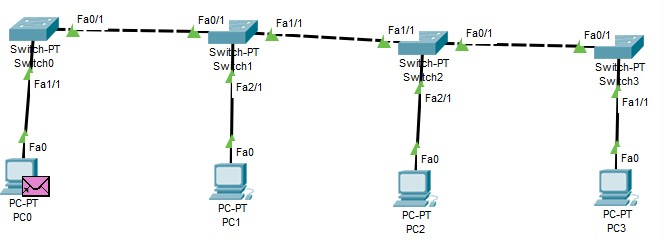 Fa0/1
Fa0/1
Fa1/1
Fa1/1
Fa0/1
Fa0/1
Switch-PT
Switch0
Switch-PT
Switch1
Switch-PT
Switch2
Switch-PT
Switch3
Fa1/1
Fa2/1
Fa2/1
Fa1/1
Fa0
Fa0
Fa0
Fa0
PC-PT
PC0
PC-PT
PC1
PC-PT
PC2
PC-PT
PC3